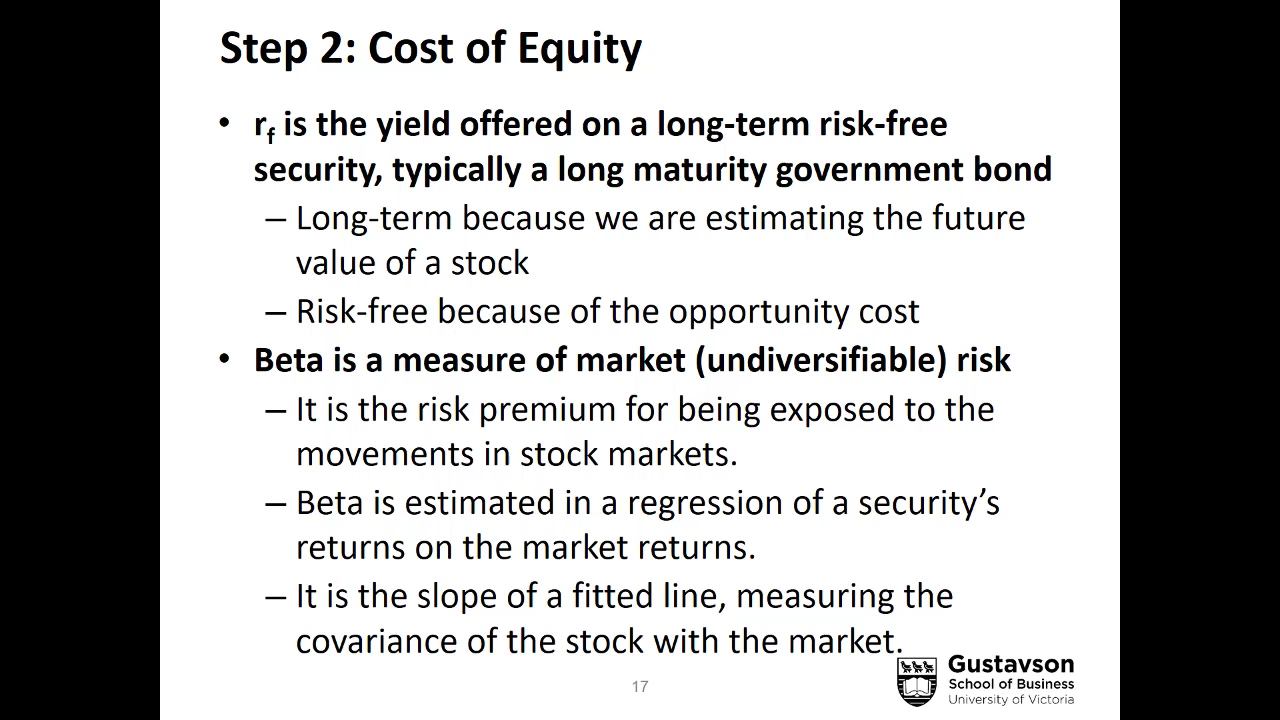 Step 2: Cost of Equity
• rf is the yield offered on a long-term risk-free
security, typically a long maturity government bond
– Long-term because we are estimating the future
value of a stock
– Risk-free because of the opportunity cost
• Beta is a measure of market (undiversifiable) risk
– It is the risk premium for being exposed to the
movements in stock markets.
– Beta is estimated in a regression of a security’s
returns on the market returns.
– It is the slope of a fitted line, measuring the
covariance of the stock with the market.
17
Gustavson
School of Business
University of Victoria